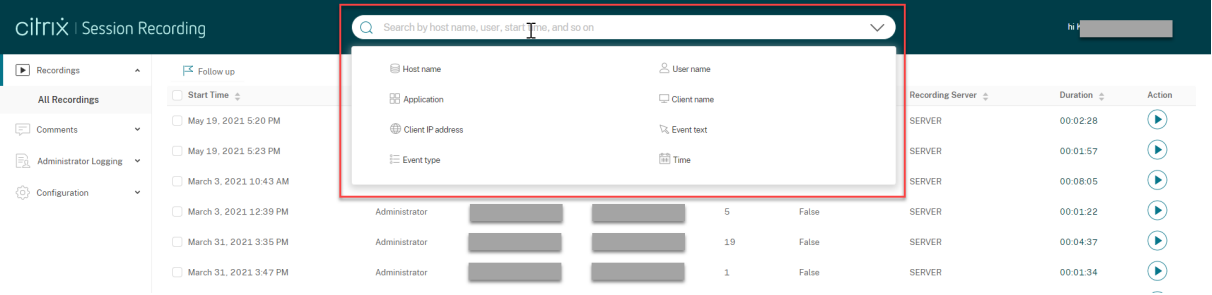 citrix | Session Recording
Search by host name, user, start time, and so on
hi
Recordings
All Recordings
Comments
Administrator Logging
Configuration
Follow up
Host name
User name
Application
Client name
Client IP address
Event text
Event type
Time
Start Time
Recording Server
Duration
Action
May 19, 2021 5:20 PM
SERVER
00:02:28
May 19, 2021 5:23 PM
SERVER
00:01:57
March 3, 2021 10:43 AM
SERVER
00:08:05
March 3, 2021 12:39 PM
Administrator
5
False
SERVER
00:01:22
March 31, 2021 3:35 PM
Administrator
19
False
SERVER
00:04:37
March 31, 2021 3:47 PM
Administrator
1
False
SERVER
00:01:34